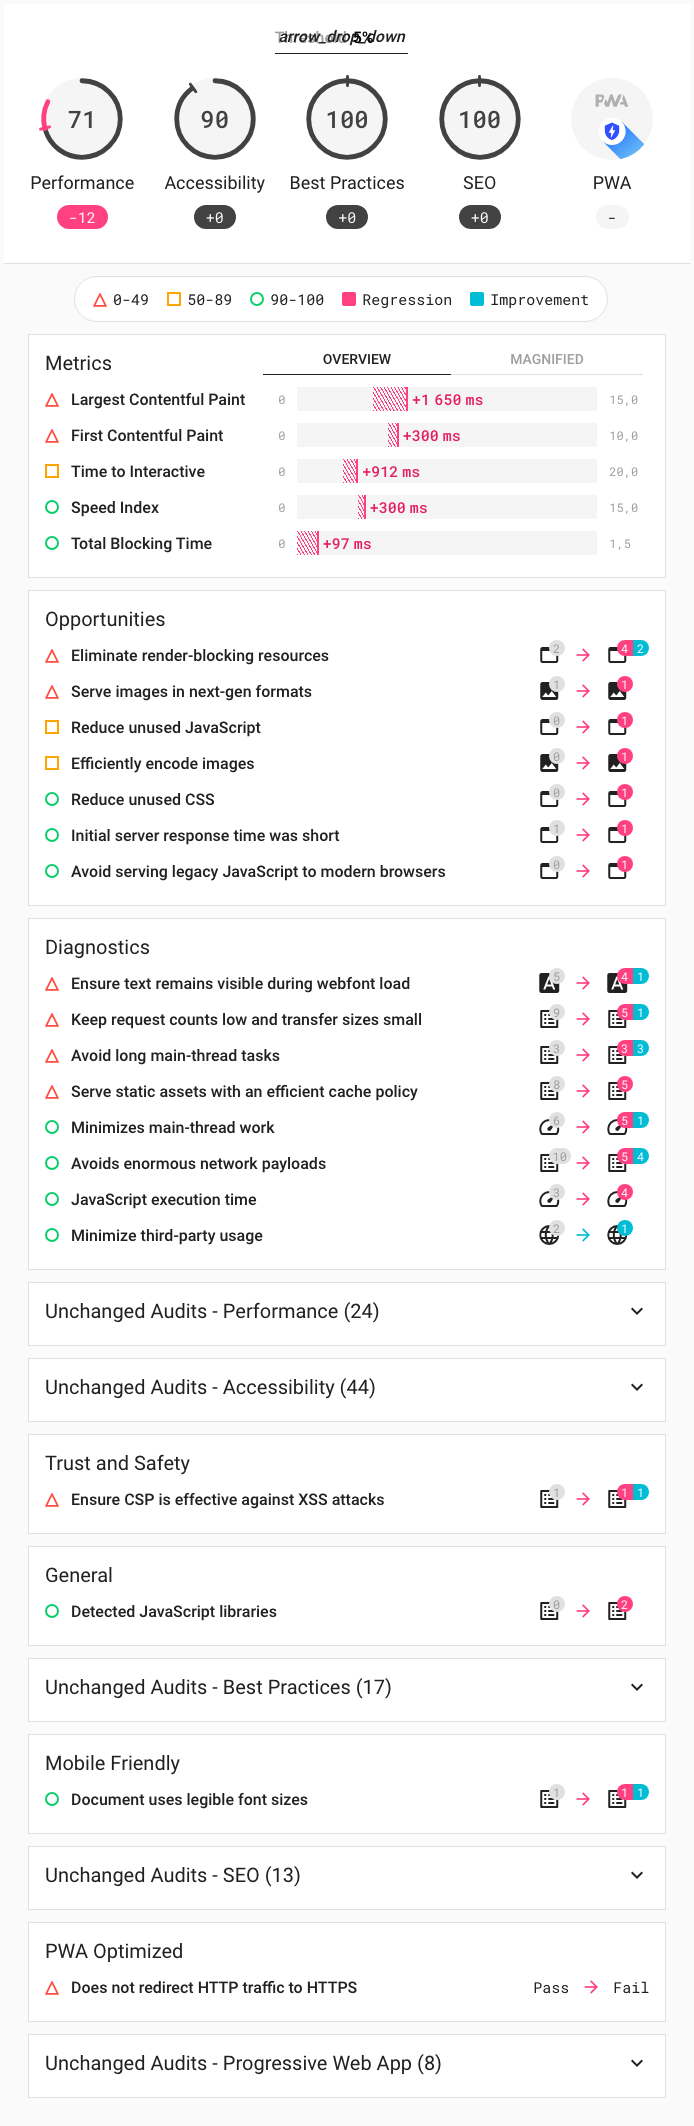 Threshold 5%
arrow_drop_down
71
90
100
100
PWA
Performance
Accessibility
Best Practices
SEO
PWA
-12
+0
+0
+0
-
0-49
50-89
90-100
Regression
Improvement
Metrics
OVERVIEW
MAGNIFIED
Largest Contentful Paint 0 +1 650 ms 15,0
First Contentful Paint 0 +300 ms 10,0
Time to Interactive 0 +912 ms 20,0
Speed Index 0 +300 ms 15,0
Total Blocking Time 0 +97 ms 1,5
Opportunities
Eliminate render-blocking resources 2 4 2
Serve images in next-gen formats 1 1
Reduce unused JavaScript 0 1
Efficiently encode images 0 1
Reduce unused CSS 0 1
Initial server response time was short 1 1
Avoid serving legacy JavaScript to modern browsers 0 1
Diagnostics
Ensure text remains visible during webfont load A 5 A 4 1
Keep request counts low and transfer sizes small 9 5 1
Avoid long main-thread tasks 3 3 3
Serve static assets with an efficient cache policy 8 5
Minimizes main-thread work 6 5 1
Avoids enormous network payloads 10 5 4
JavaScript execution time 3 4
Minimize third-party usage 2 1
Unchanged Audits - Performance (24)
Unchanged Audits - Accessibility (44)
Trust and Safety
Ensure CSP is effective against XSS attacks 1 1 1
General
Detected JavaScript libraries 0 2
Unchanged Audits - Best Practices (17)
Mobile Friendly
Document uses legible font sizes 1 1 1
Unchanged Audits - SEO (13)
PWA Optimized
Does not redirect HTTP traffic to HTTPS Pass Fail
Unchanged Audits - Progressive Web App (8)